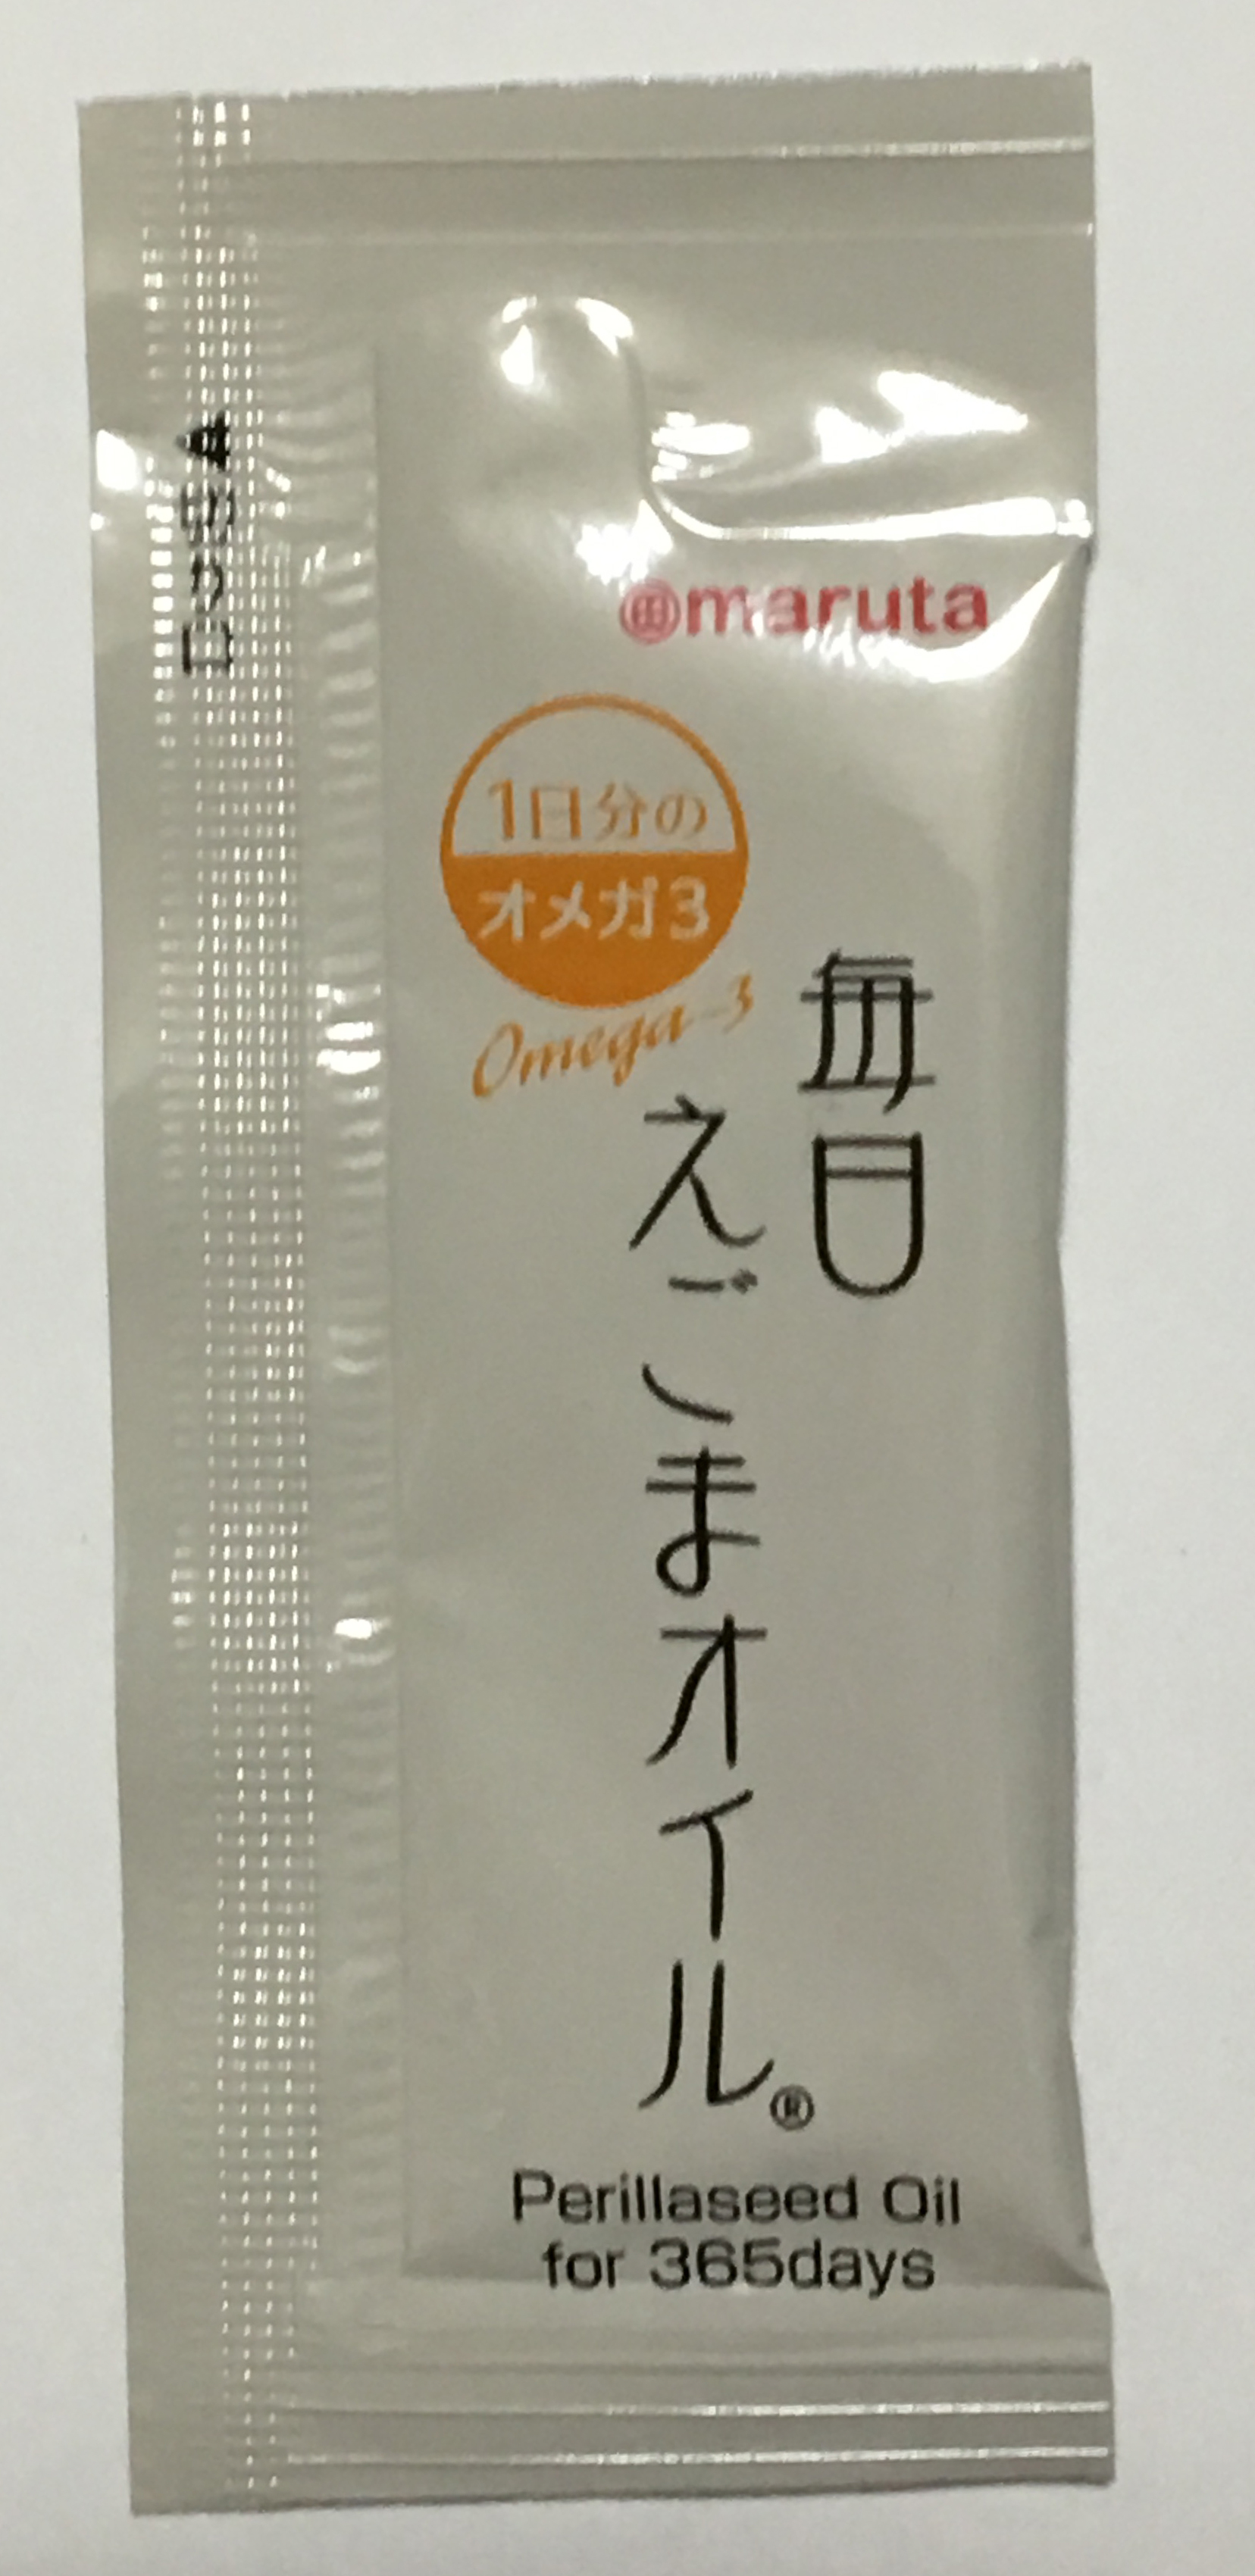 切り口
maruta
1日分の
オメガ3
Omega-3
毎日
えごまオイル®
Perillaseed Oil
for 365days